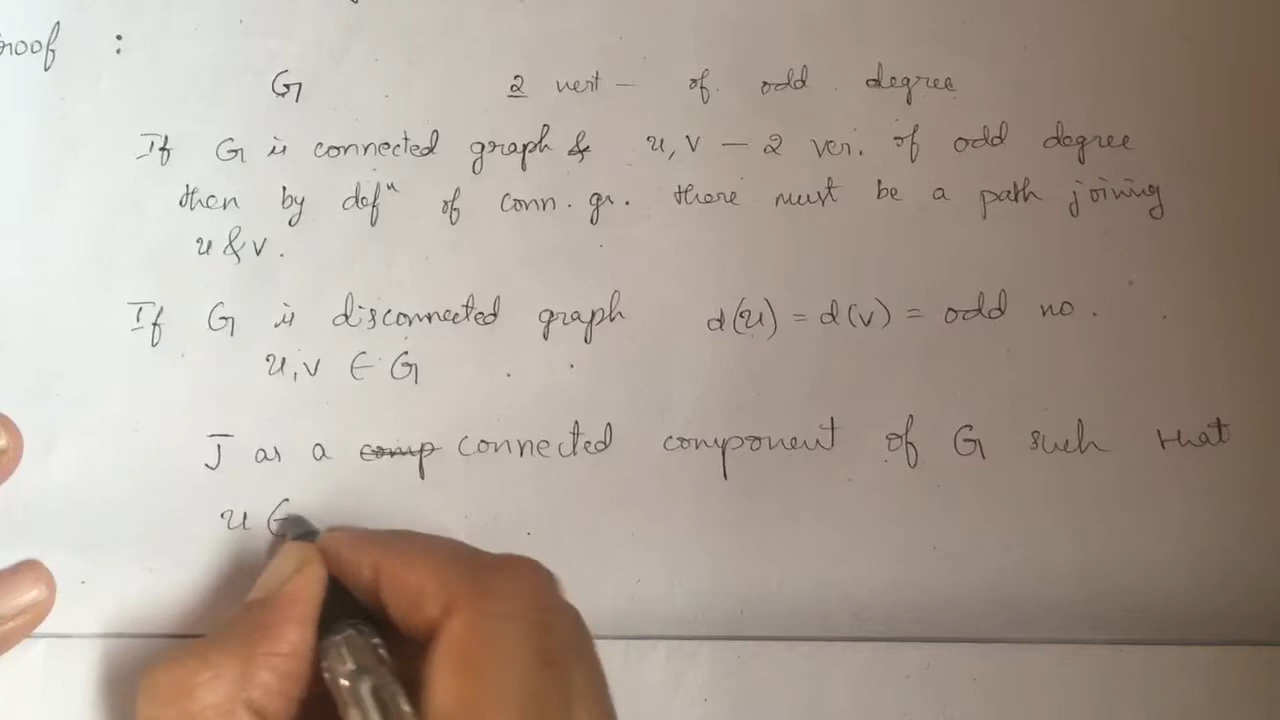 roof :
G 2 vert - of odd degree
If G is connected graph & u, v - 2 ver. of odd degree
then by defⁿ of conn. gr. there must be a path joining
u & v.
If G is disconnected graph d(u) = d(v) = odd no.
u, v ∈ G
J as a comp connected component of G such that
u ∈